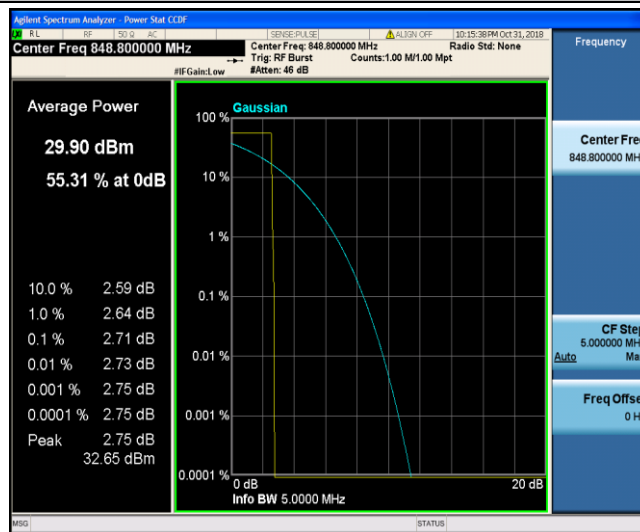 Agilent Spectrum Analyzer - Power Stat CCDF
RL RF 50 Ω AC SENSE:PULSE ALIGN OFF 10:15:38PM Oct 31, 2018
Center Freq 848.800000 MHz
Center Freq: 848.800000 MHz Radio Std: None
Trig: RF Burst Counts:1.00 M/1.00 Mpt
#IFGain:Low #Atten: 46 dB
Frequency
Average Power
29.90 dBm
55.31 % at 0dB
10.0 % 2.59 dB
1.0 % 2.64 dB
0.1 % 2.71 dB
0.01 % 2.73 dB
0.001 % 2.75 dB
0.0001 % 2.75 dB
Peak 2.75 dB
32.65 dBm
Gaussian
100 %
10 %
1 %
0.1 %
0.01 %
0.001 %
0.0001 %
0 dB 20 dB
Info BW 5.0000 MHz
Center Fre
848.800000 MH
CF Step
5.000000 MH
Auto Ma
Freq Offse
0 H
MSG STATUS